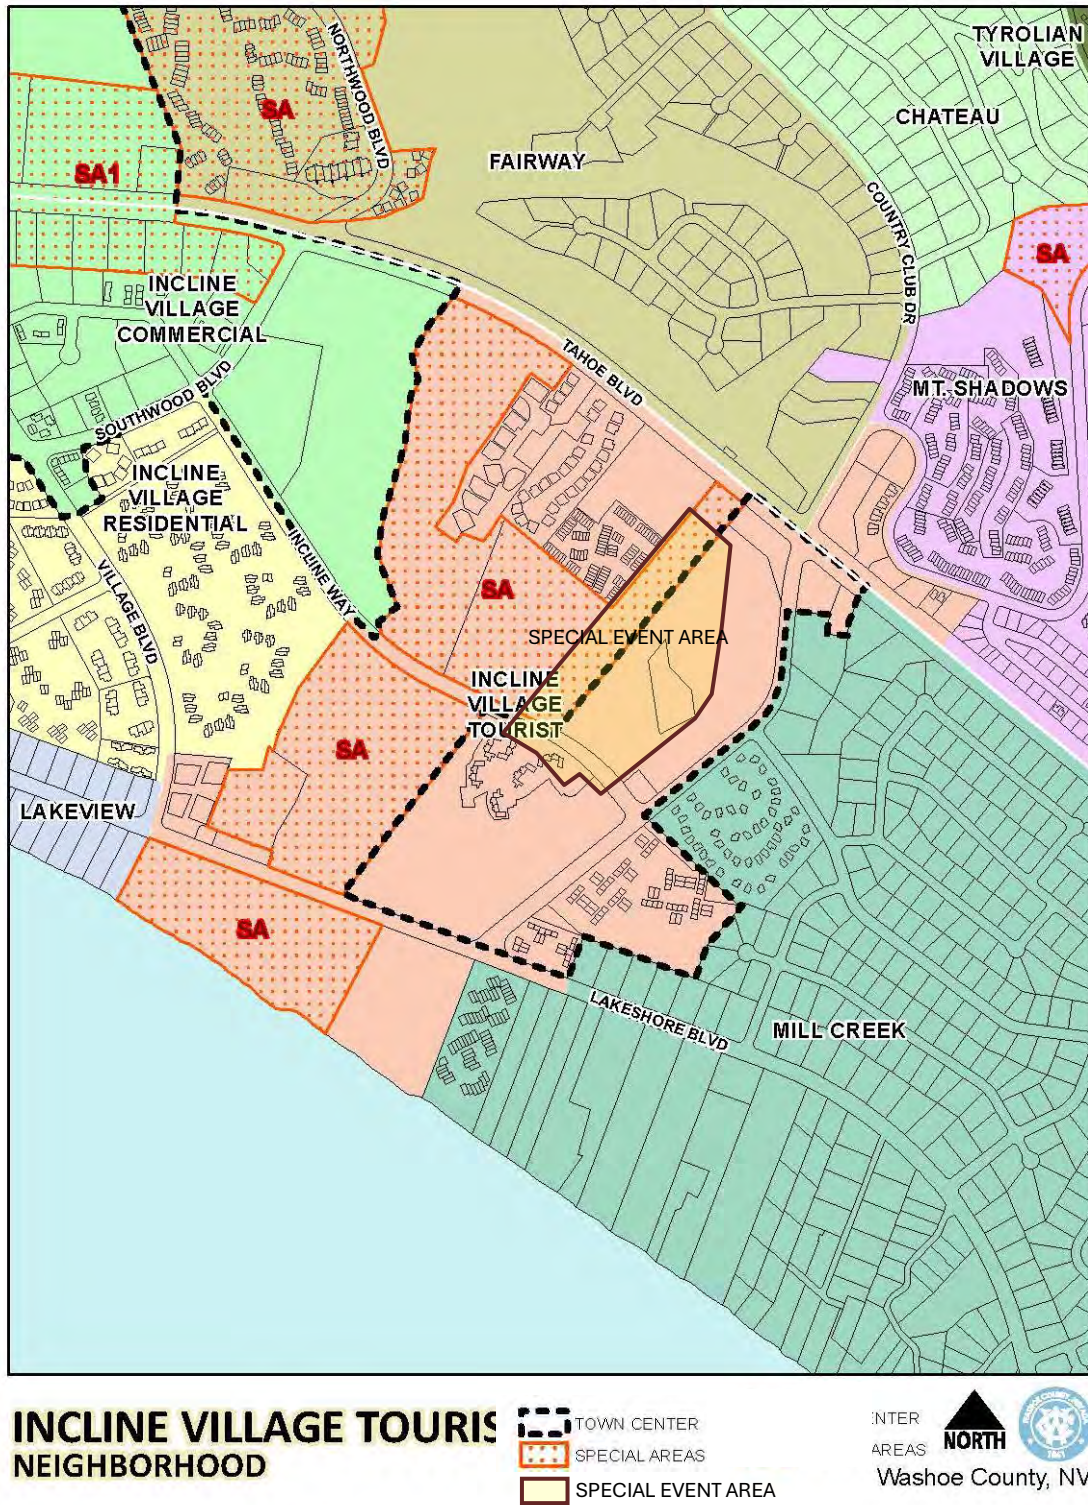 TYROLIAN
VILLAGE
NORTHWOOD BLVD
SA
CHATEAU
FAIRWAY
SA1
COUNTRY CLUB DR
SA
INCLINE
VILLAGE
COMMERCIAL
TAHOE BLVD
MT. SHADOWS
SOUTHWOOD BLVD
INCLINE
VILLAGE
RESIDENTIAL
INCLINE WAY
VILLAGE BLVD
SA
SPECIAL EVENT AREA
INCLINE
VILLAGE
TOURIST
SA
LAKEVIEW
SA
LAKESHORE BLVD
MILL CREEK
INCLINE VILLAGE TOURIS
NEIGHBORHOOD
TOWN CENTER
SPECIAL AREAS
SPECIAL EVENT AREA
NTER
AREAS
NORTH
Washoe County, NV